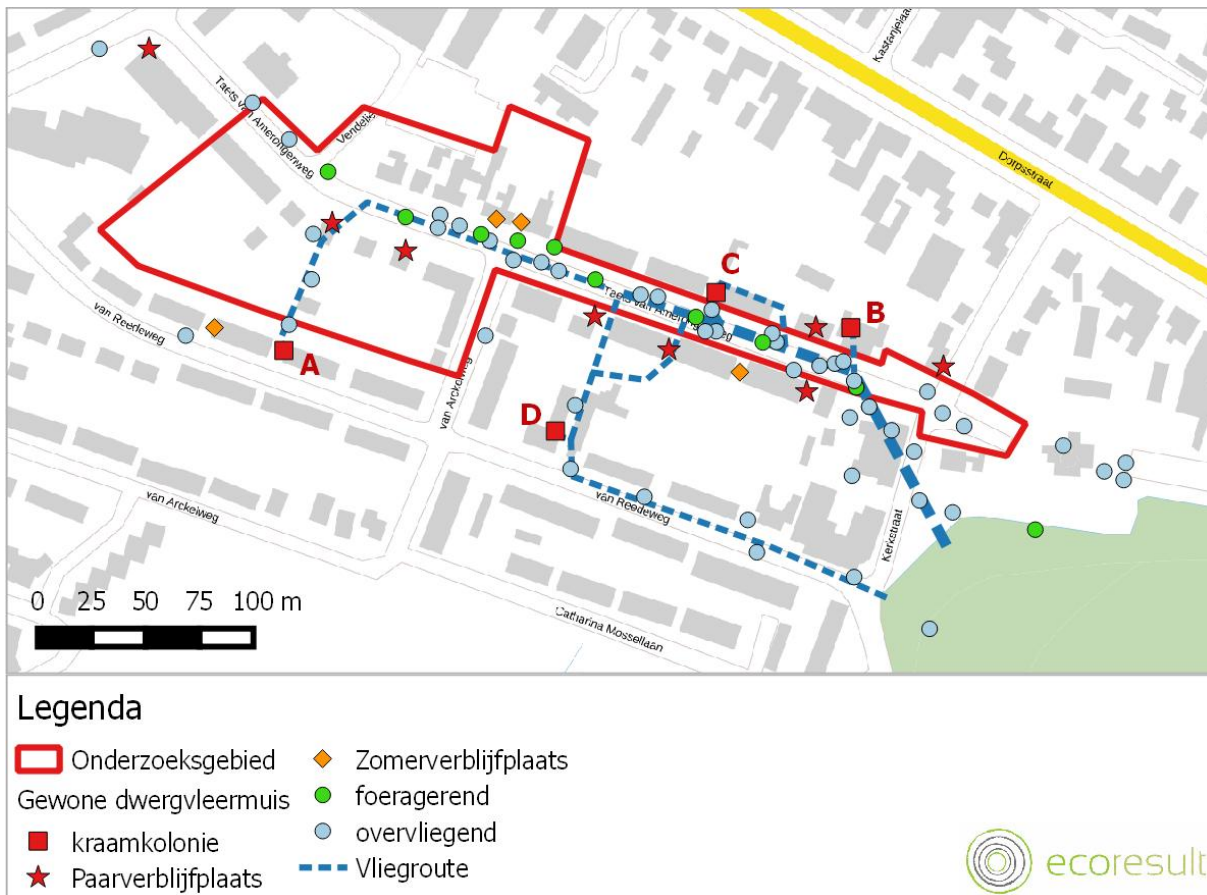 Kastanjelaan
Dorpsstraat
Taets van Amerongenweg
Vendelie
C
B
Taets van Amerongenweg
van Reedeweg
A
van Arckelweg
D
van Arckelweg
van Reedeweg
Kerkstraat
Catharina Mossellaan
0 25 50 75 100 m
Legenda
Onderzoeksgebied
Gewone dwergvleermuis
kraamkolonie
Paarverblijfplaats
Zomerverblijfplaats
foeragerend
overvliegend
Vliegroute
ecoresult